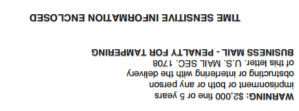 WARNING: $2,000 fine or 5 years
imprisonment or both or any person
obstructing or interfering with the delivery
of this letter. U.S. MAIL SEC. 1708
BUSINESS MAIL - PENALTY FOR TAMPERING
TIME SENSITIVE INFORMATION ENCLOSED